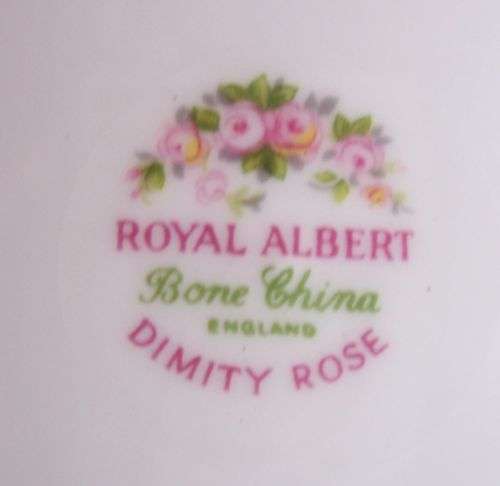 ROYAL ALBERT
Bone China
ENGLAND
DIMITY ROSE